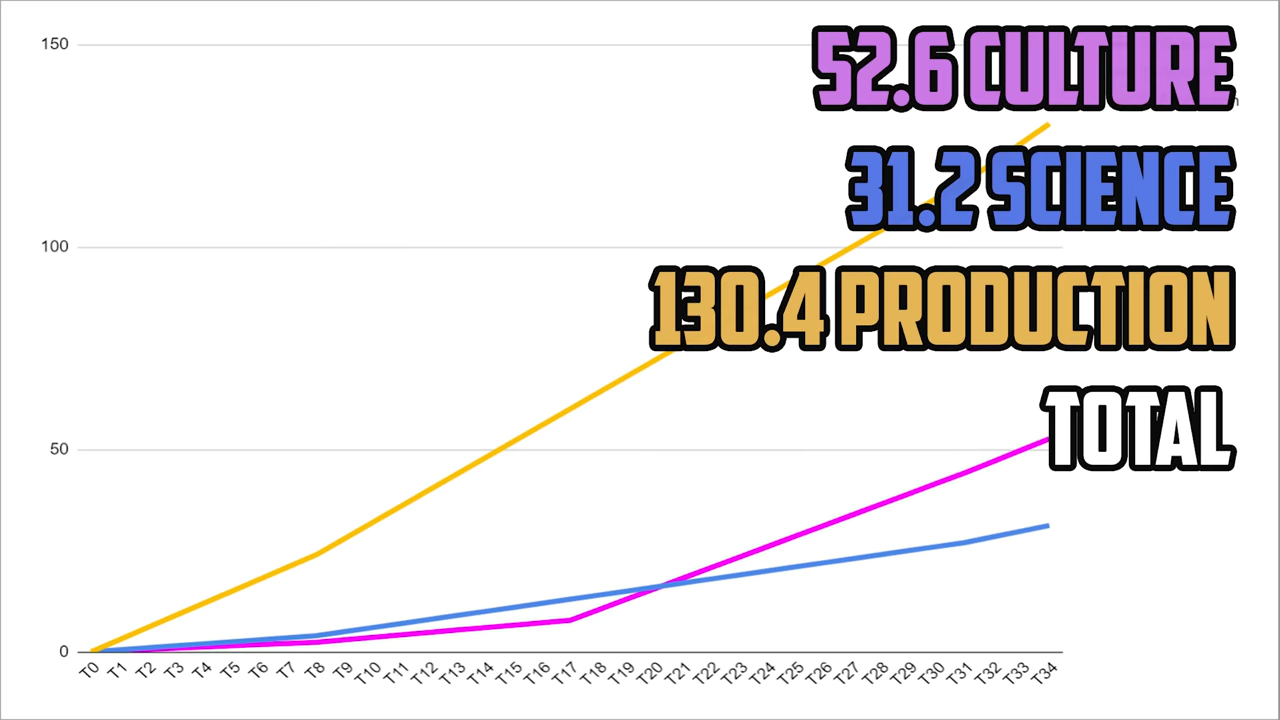 52.6 CULTURE
31.2 SCIENCE
130.4 PRODUCTION
TOTAL
150
100
50
0
T0 T1 T2 T3 T4 T5 T6 T7 T8 T9 T10 T11 T12 T13 T14 T15 T16 T17 T18 T19 T20 T21 T22 T23 T24 T25 T26 T27 T28 T29 T30 T31 T32 T33 T34